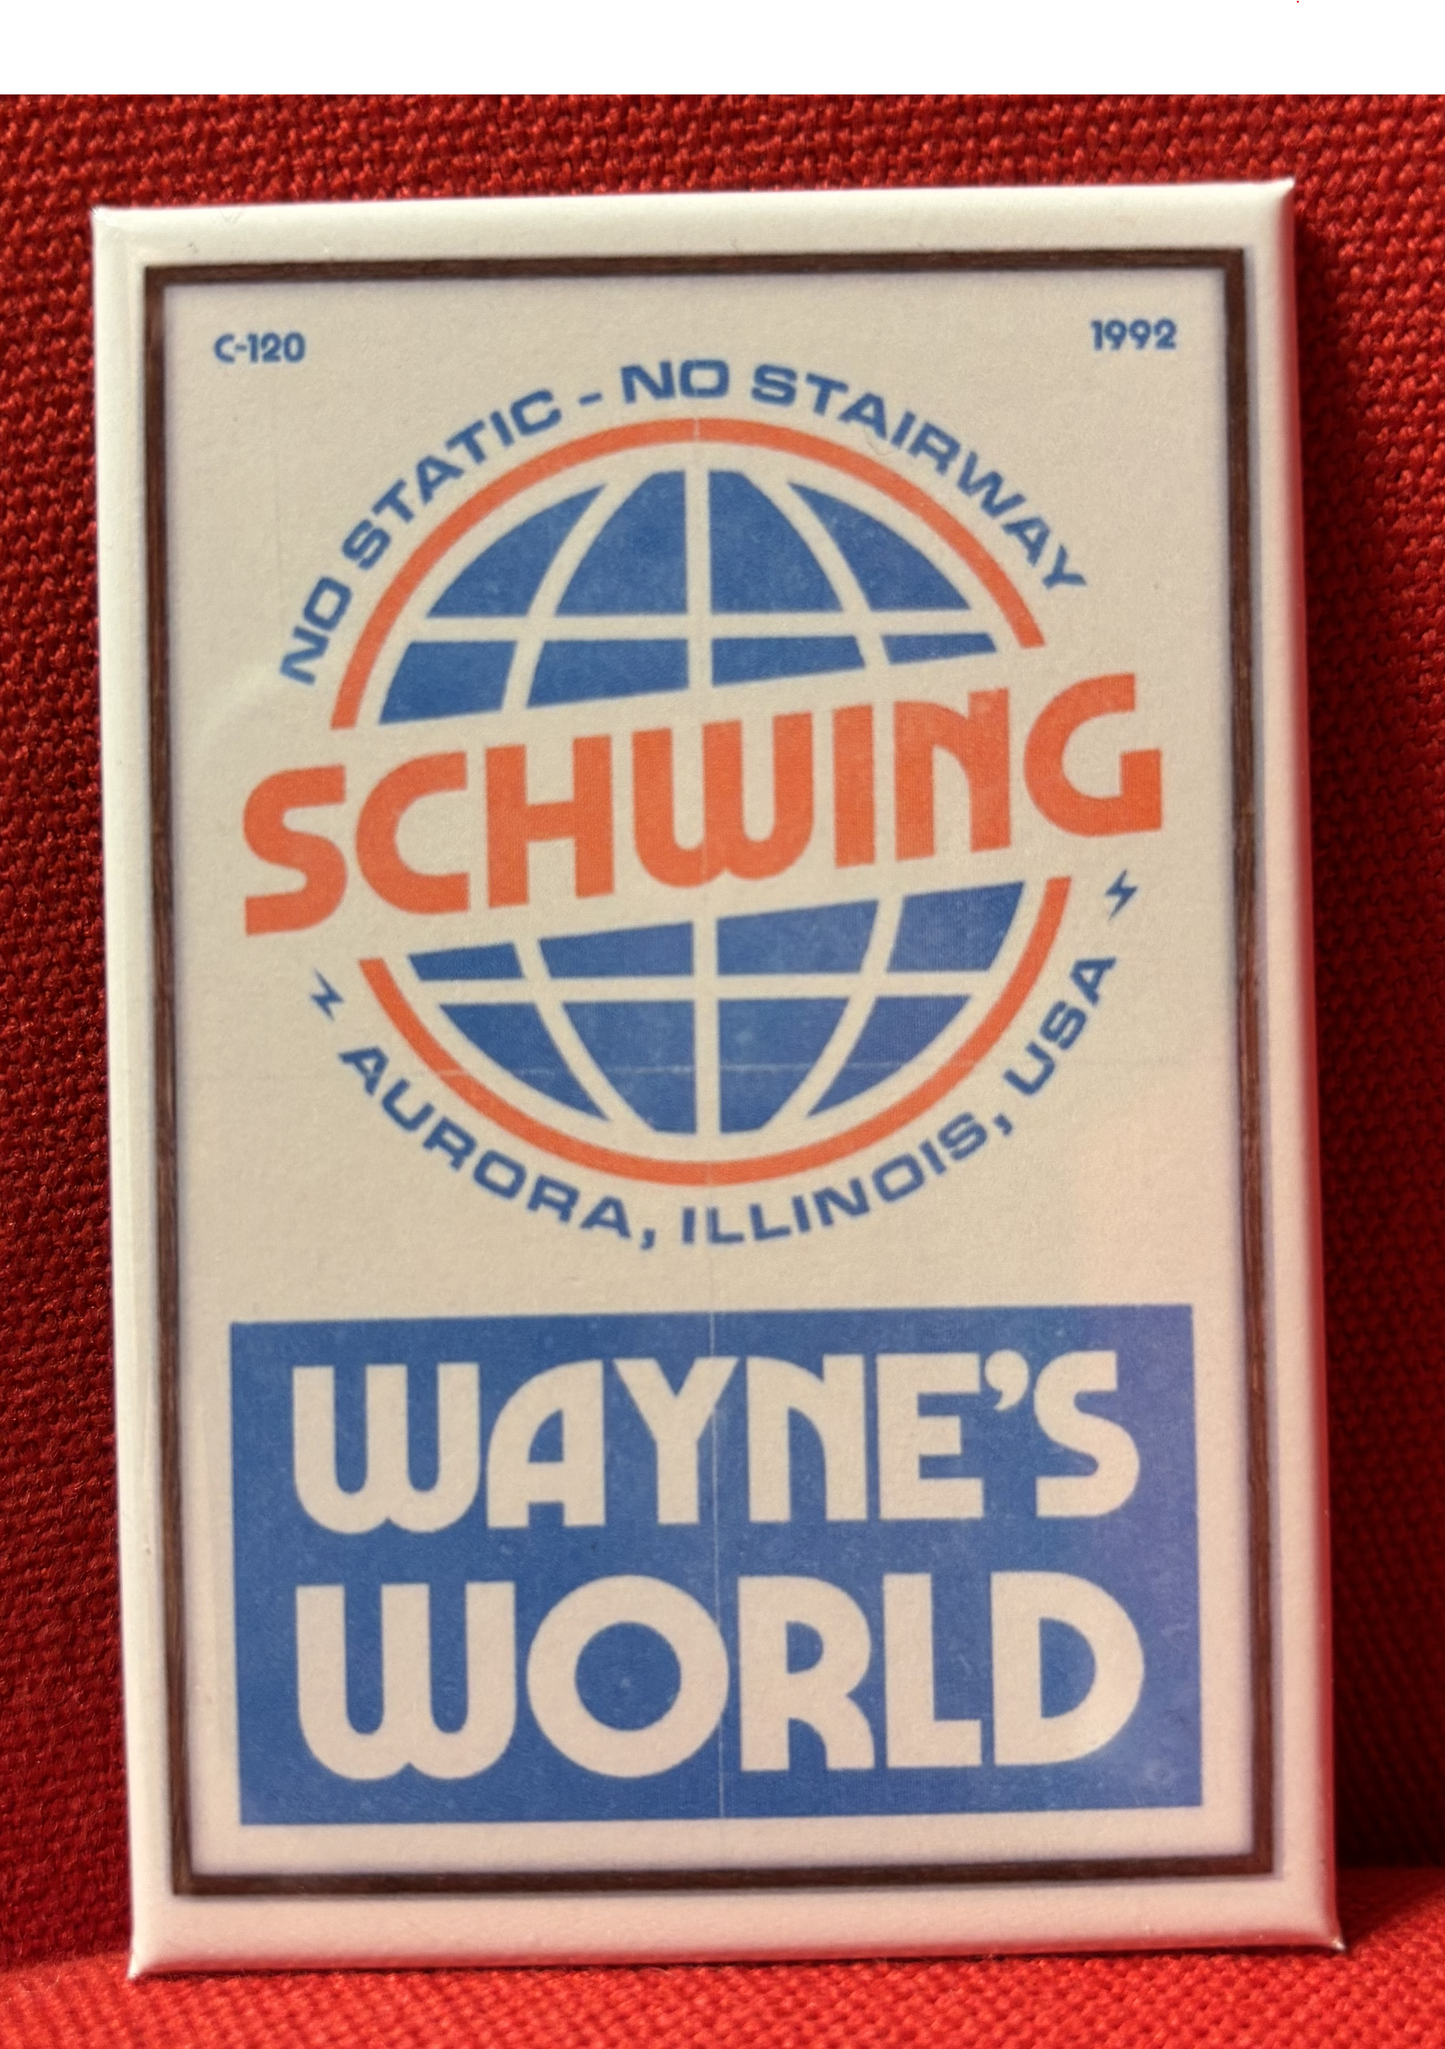 C-120
1992
NO STATIC - NO STAIRWAY
SCHWING
AURORA, ILLINOIS, USA
WAYNE'S
WORLD